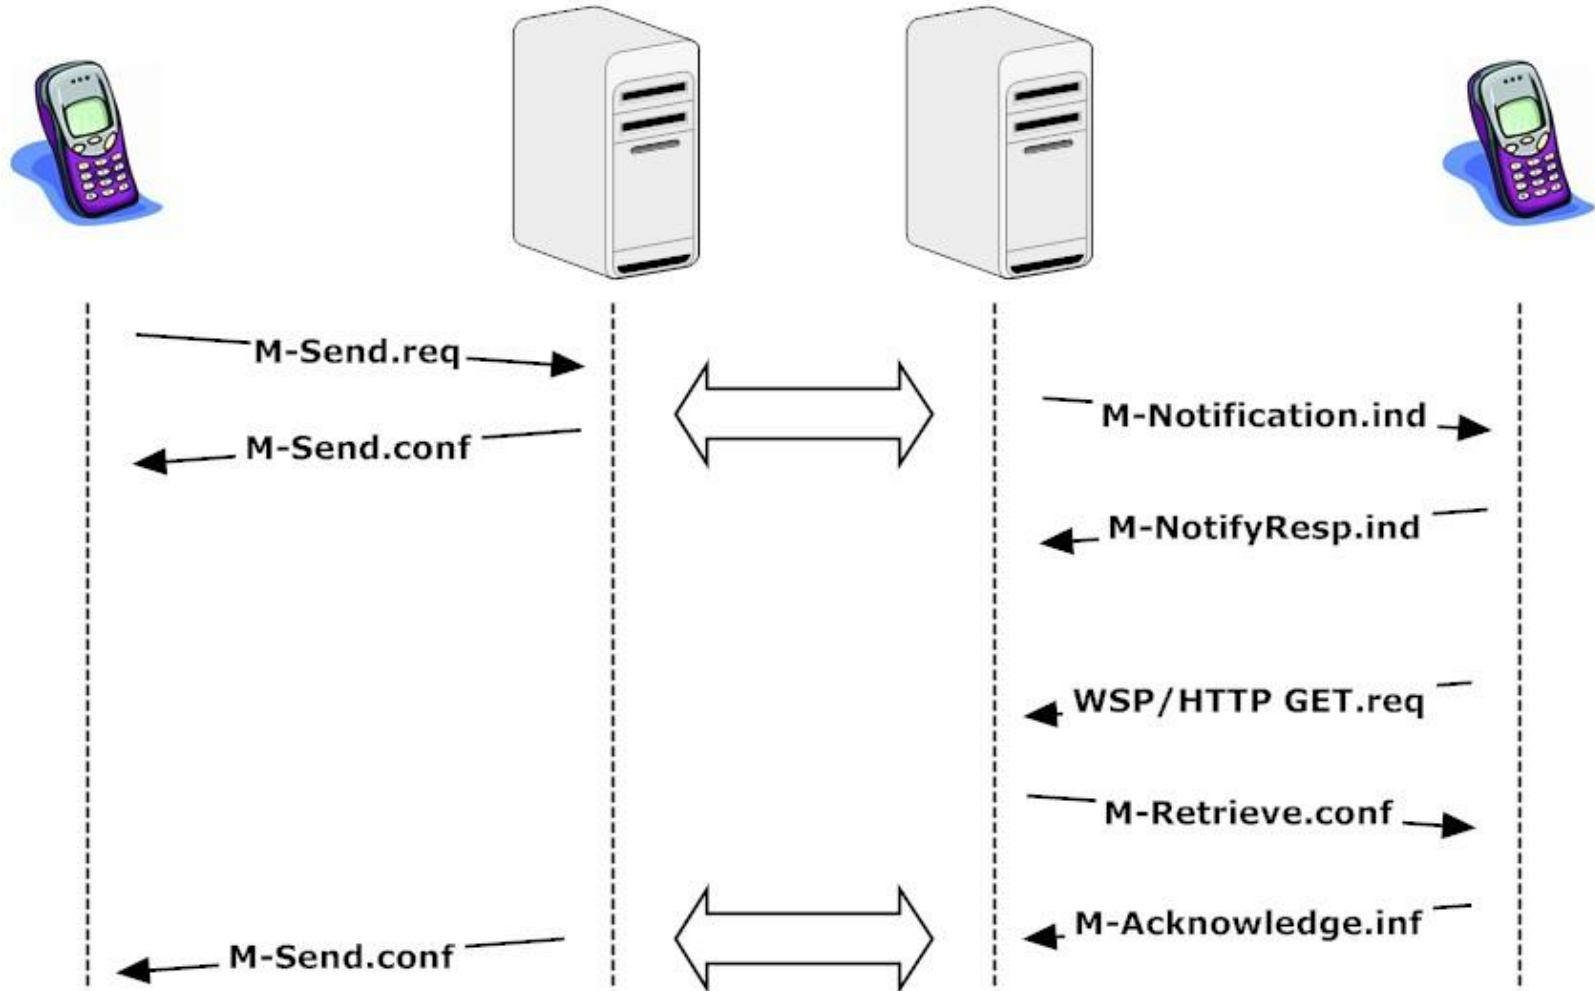 M-Send.req
M-Notification.ind
M-Send.conf
M-NotifyResp.ind
WSP/HTTP GET.req
M-Retrieve.conf
M-Acknowledge.inf
M-Send.conf